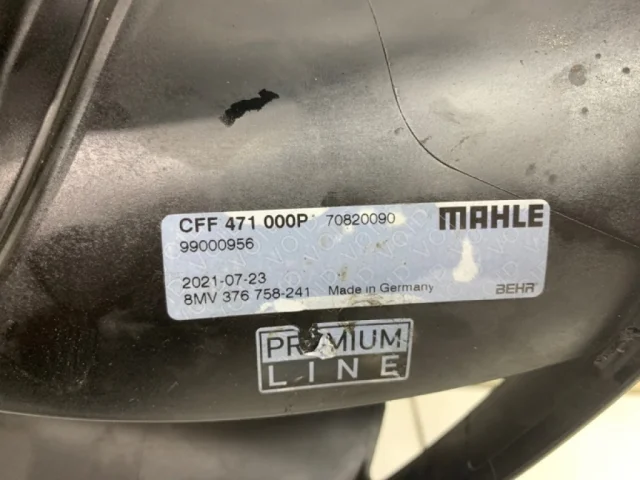 CFF 471 000P 70820090 MAHLE
99000956
2021-07-23
8MV 376 758-241 Made in Germany BEHR
PREMIUM
LINE